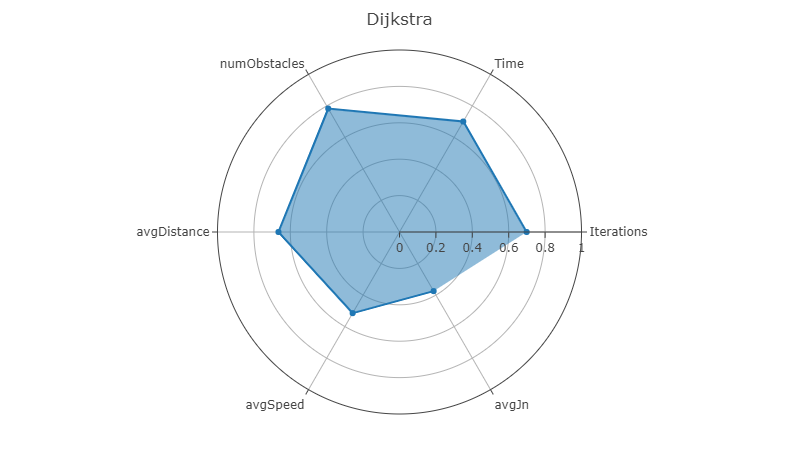 Dijkstra
numObstacles
Time
avgDistance
Iterations
0 0.2 0.4 0.6 0.8 1
avgSpeed
avgJn